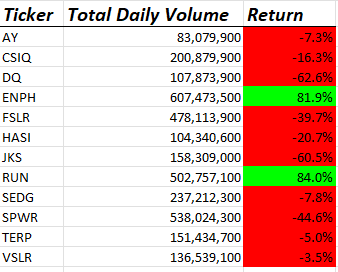 Ticker Total Daily Volume Return
AY 83,079,900 -7.3%
CSIQ 200,879,900 -16.3%
DQ 107,873,900 -62.6%
ENPH 607,473,500 81.9%
FSLR 478,113,900 -39.7%
HASI 104,340,600 -20.7%
JKS 158,309,000 -60.5%
RUN 502,757,100 84.0%
SEDG 237,212,300 -7.8%
SPWR 538,024,300 -44.6%
TERP 151,434,700 -5.0%
VSLR 136,539,100 -3.5%